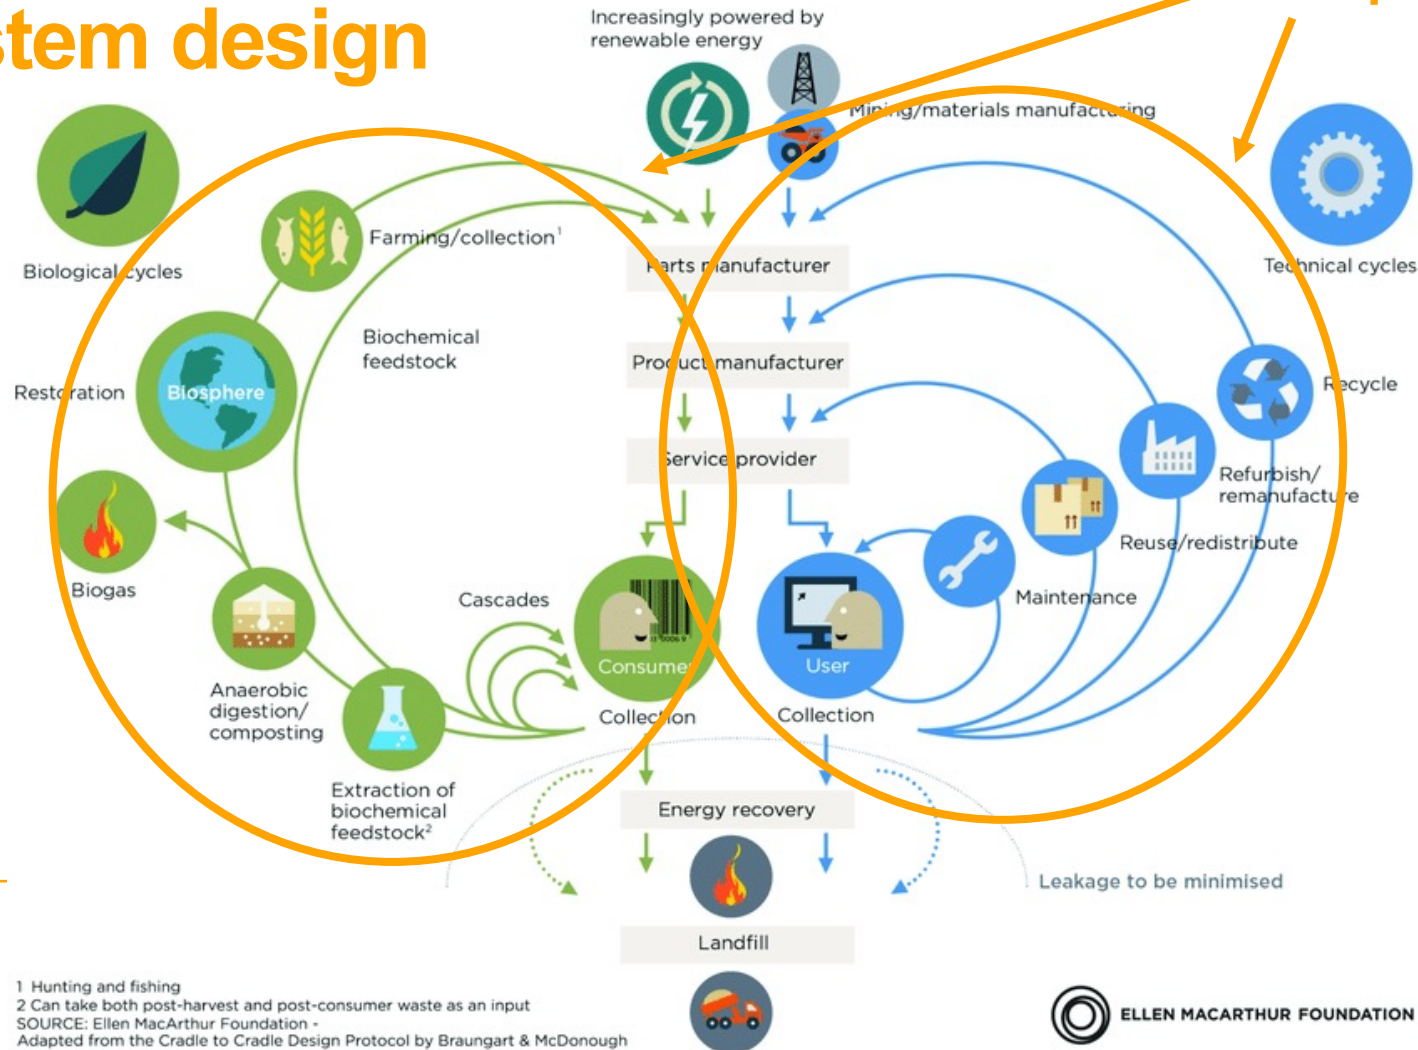 stem design
Increasingly powered by
renewable energy
Mining/materials manufacturing
Biological cycles
Farming/collection¹
Technical cycles
Parts manufacturer
Biochemical
feedstock
Product manufacturer
Restoration
Biosphere
Recycle
Service provider
Refurbish/
remanufacture
Reuse/redistribute
Biogas
Cascades
Maintenance
Consumer
User
Anaerobic
digestion/
composting
Collection
Collection
Extraction of
biochemical
feedstock²
Energy recovery
Leakage to be minimised
Landfill
1 Hunting and fishing
2 Can take both post-harvest and post-consumer waste as an input
SOURCE: Ellen MacArthur Foundation -
Adapted from the Cradle to Cradle Design Protocol by Braungart & McDonough
ELLEN MACARTHUR FOUNDATION